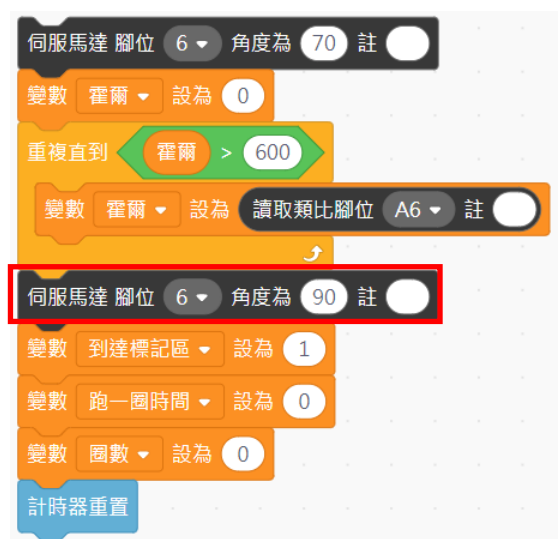 伺服馬達 腳位 6 角度為 70 註
變數 霍爾 設為 0
重複直到 霍爾 > 600
變數 霍爾 設為 讀取類比腳位 A6 註
伺服馬達 腳位 6 角度為 90 註
變數 到達標記區 設為 1
變數 跑一圈時間 設為 0
變數 圈數 設為 0
計時器重置